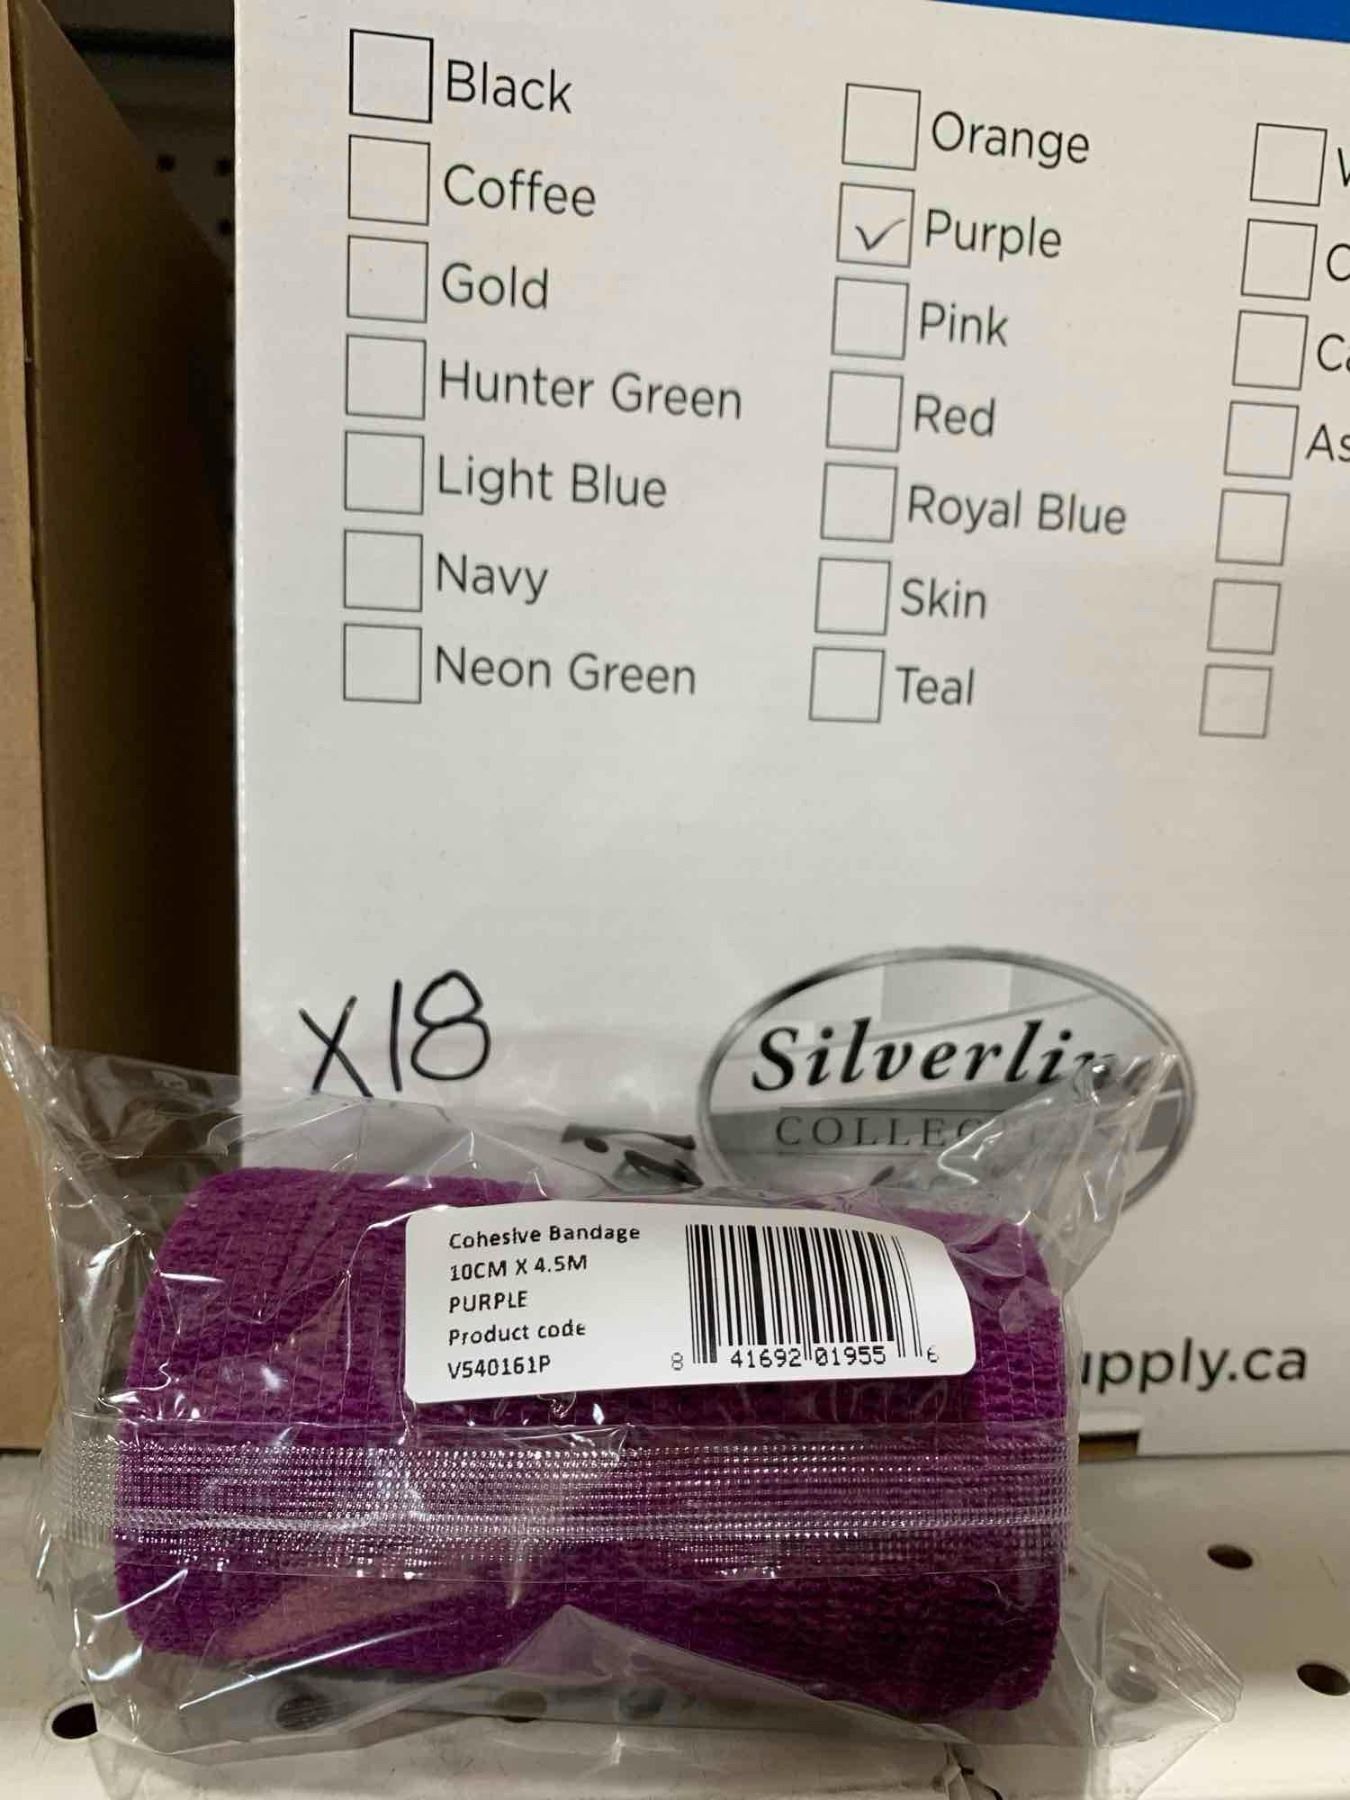 Black
Coffee
Gold
Hunter Green
Light Blue
Navy
Neon Green
Orange
Purple
Pink
Red
Royal Blue
Skin
Teal
X18
Cohesive Bandage
10CM X 4.5M
PURPLE
Product code
V540161P
8 41692 01955 6